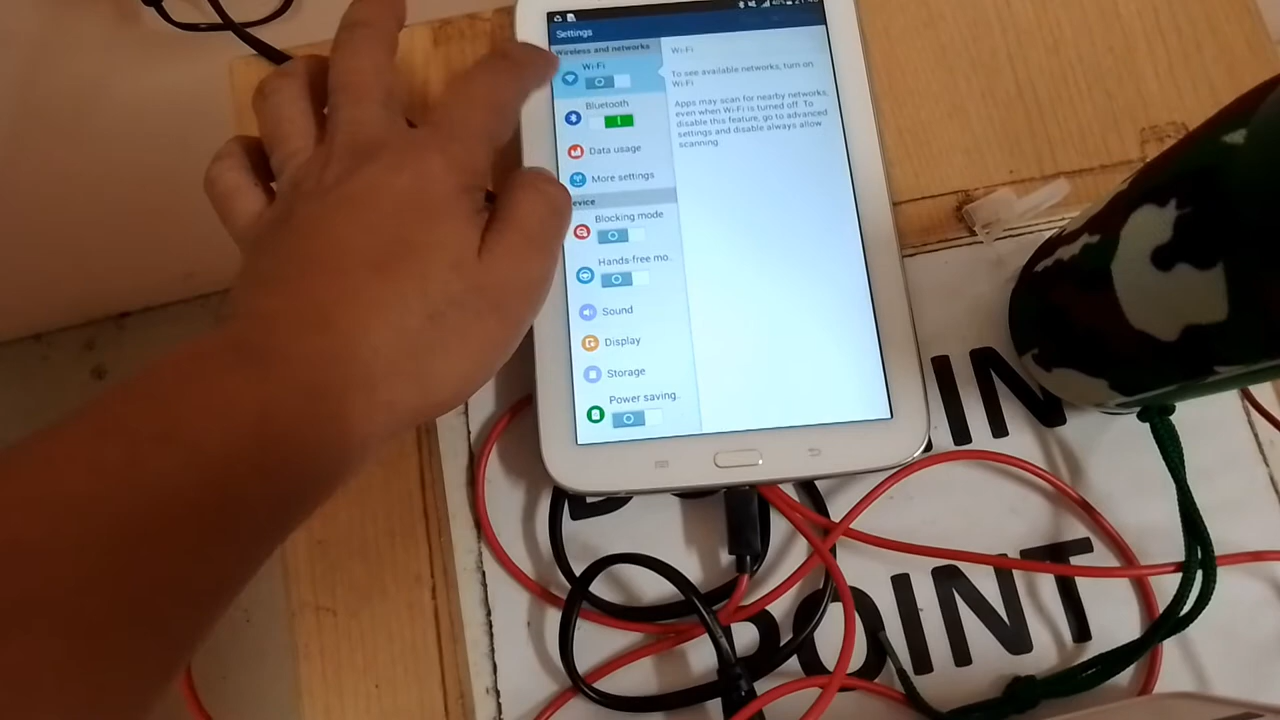 Settings
Wireless and networks
Wi-Fi
Bluetooth
Data usage
More settings
evice
Blocking mode
Hands-free mo..
Sound
Display
Storage
Power saving..
Wi-Fi
To see available networks, turn on
Wi-Fi
Apps may scan for nearby networks,
even when Wi-Fi is turned off. To
disable this feature, go to advanced
settings and disable always allow
scanning
IN
POINT